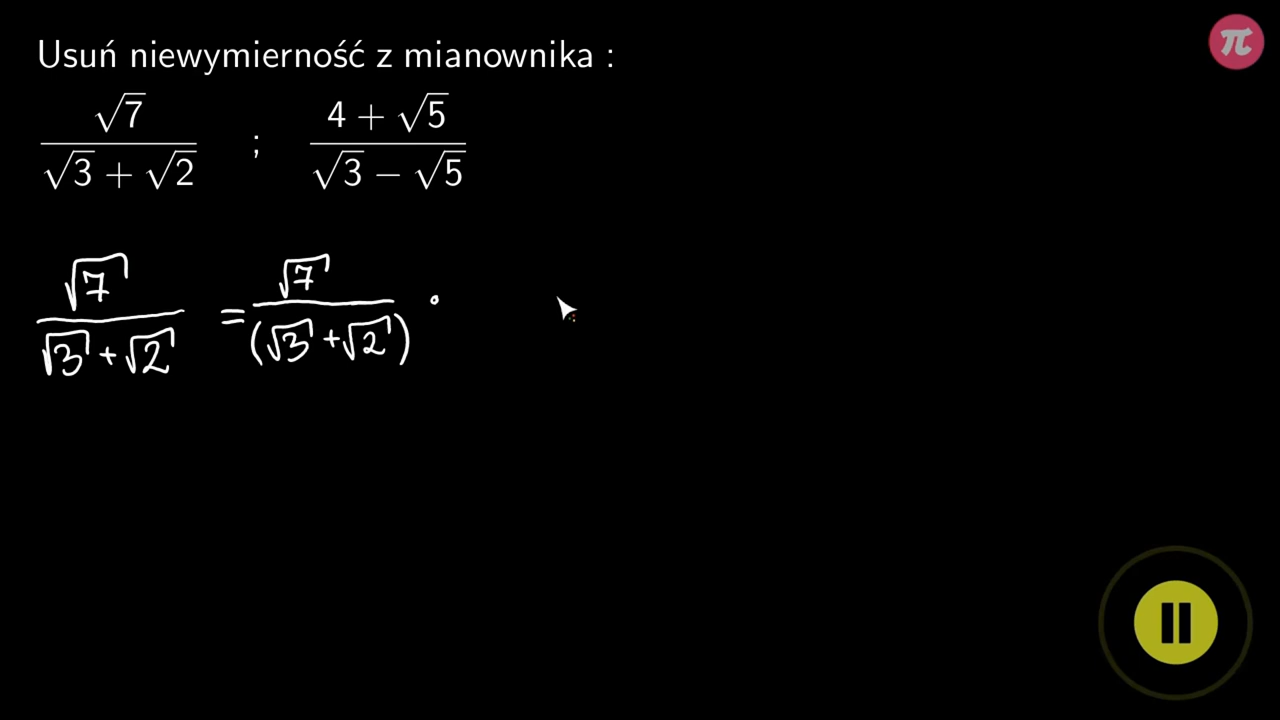 Usuń niewymierność z mianownika :
√7 / (√3 + √2) ; (4 + √5) / (√3 − √5)
√7 / (√3 + √2) = √7 / (√3 + √2) ·
π